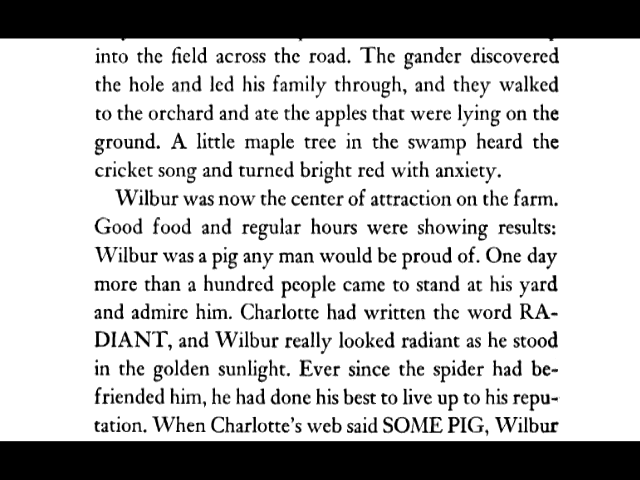 into the field across the road. The gander discovered
the hole and led his family through, and they walked
to the orchard and ate the apples that were lying on the
ground. A little maple tree in the swamp heard the
cricket song and turned bright red with anxiety.
Wilbur was now the center of attraction on the farm.
Good food and regular hours were showing results:
Wilbur was a pig any man would be proud of. One day
more than a hundred people came to stand at his yard
and admire him. Charlotte had written the word RA-
DIANT, and Wilbur really looked radiant as he stood
in the golden sunlight. Ever since the spider had be-
friended him, he had done his best to live up to his repu-
tation. When Charlotte's web said SOME PIG, Wilbur